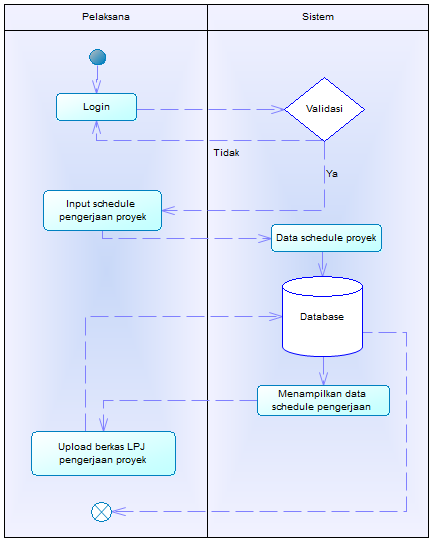 Pelaksana
Sistem
Login
Validasi
Tidak
Ya
Input schedule
pengerjaan proyek
Data schedule proyek
Database
Menampilkan data
schedule pengerjaan
Upload berkas LPJ
pengerjaan proyek